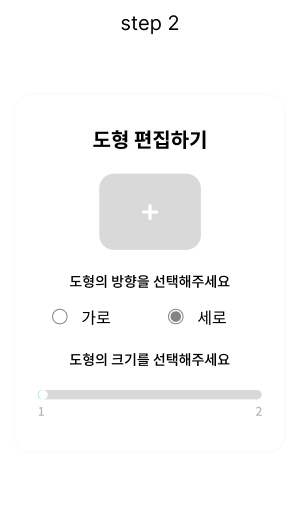 step 2
도형 편집하기
+
도형의 방향을 선택해주세요
가로 세로
도형의 크기를 선택해주세요
1 2